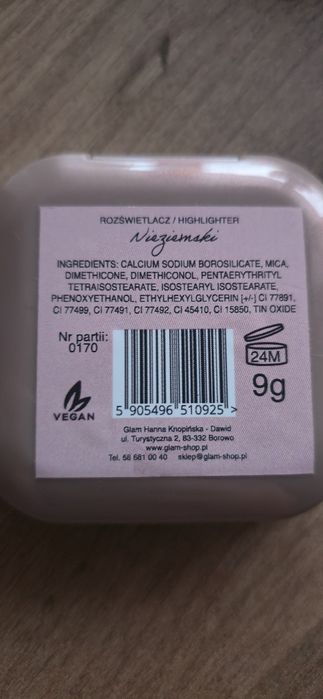 ROZŚWIETLACZ / HIGHLIGHTER
Nieziemski
INGREDIENTS: CALCIUM SODIUM BOROSILICATE, MICA,
DIMETHICONE, DIMETHICONOL, PENTAERYTHRITYL
TETRAISOSTEARATE, ISOSTEARYL ISOSTEARATE,
PHENOXYETHANOL, ETHYLHEXYLGLYCERIN [+/-] CI 77891,
CI 77499, CI 77491, CI 77492, CI 45410, CI 15850, TIN OXIDE
Nr partii:
0170
24M
9g
VEGAN
5 905496 510925 >
Glam Hanna Knopińska - Dawid
ul. Turystyczna 2, 83-332 Borowo
www.glam-shop.pl
Tel. 58 681 00 40 sklep@glam-shop.pl